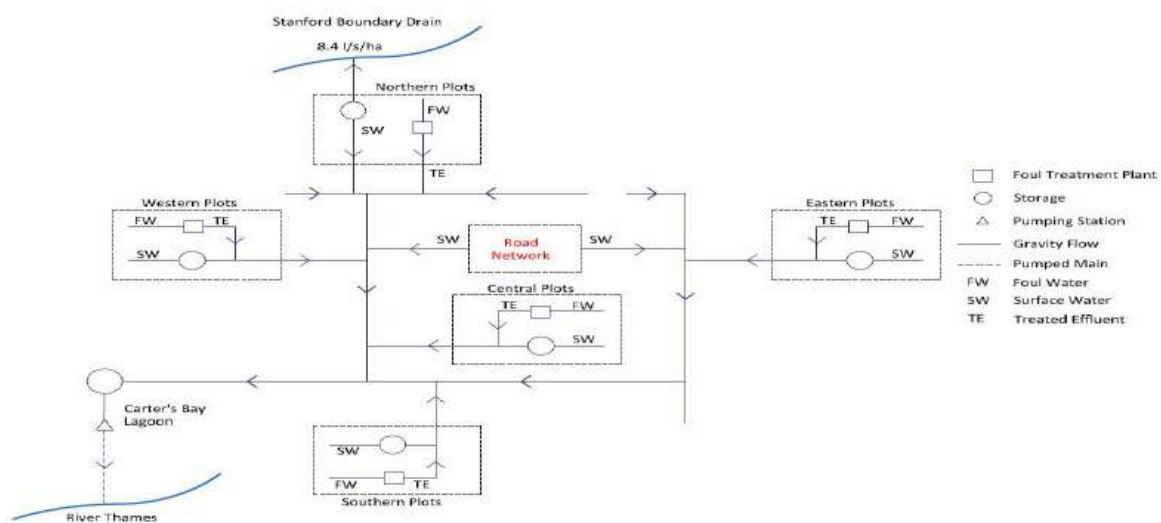 Stanford Boundary Drain
8.4 l/s/ha
Northern Plots
FW
SW
TE
Western Plots
FW
TE
SW
SW
Road
Network
SW
Eastern Plots
TE
FW
SW
Central Plots
TE
FW
SW
Carter's Bay
Lagoon
SW
FW
TE
Southern Plots
River Thames
Foul Treatment Plant
Storage
Pumping Station
Gravity Flow
Pumped Main
FW Foul Water
SW Surface Water
TE Treated Effluent